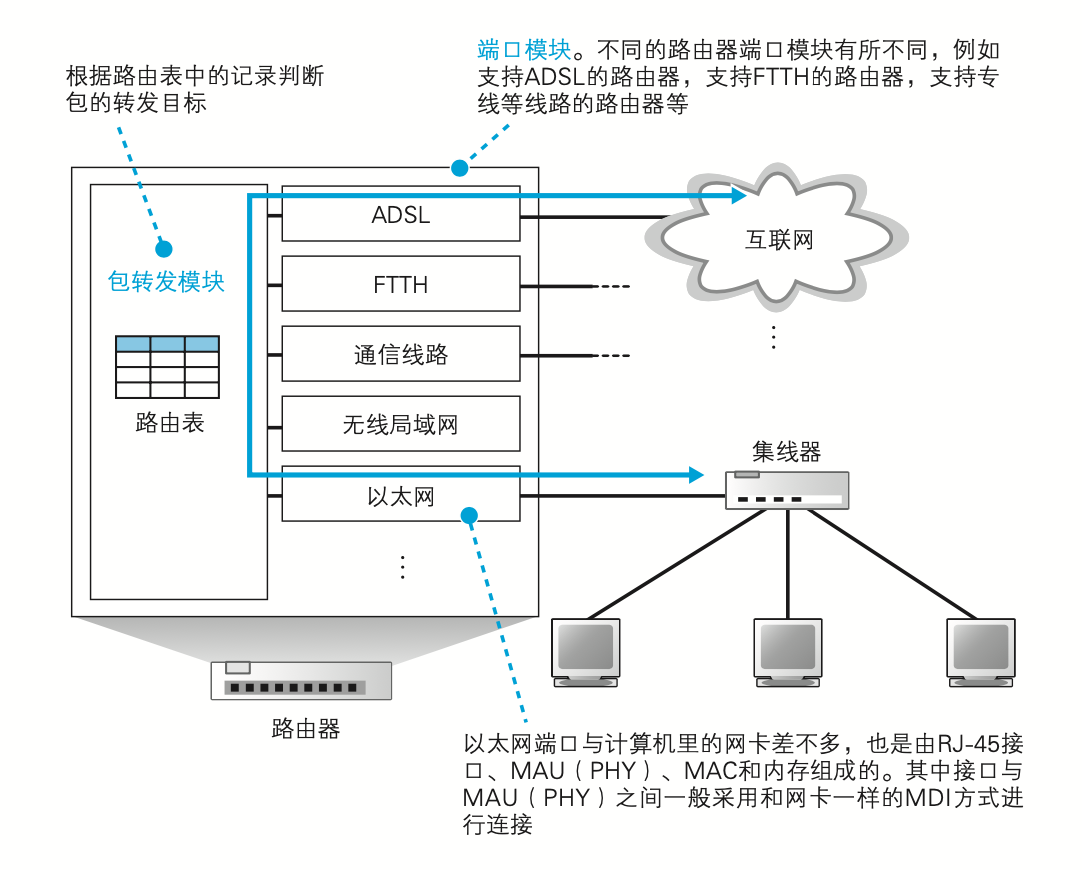 端口模块。不同的路由器端口模块有所不同，例如
支持ADSL的路由器，支持FTTH的路由器，支持专
线等线路的路由器等
根据路由表中的记录判断
包的转发目标
ADSL
互联网
包转发模块
FTTH
通信线路
路由表
无线局域网
集线器
以太网
路由器
以太网端口与计算机里的网卡差不多，也是由RJ-45接
口、MAU（PHY）、MAC和内存组成的。其中接口与
MAU（PHY）之间一般采用和网卡一样的MDI方式进
行连接